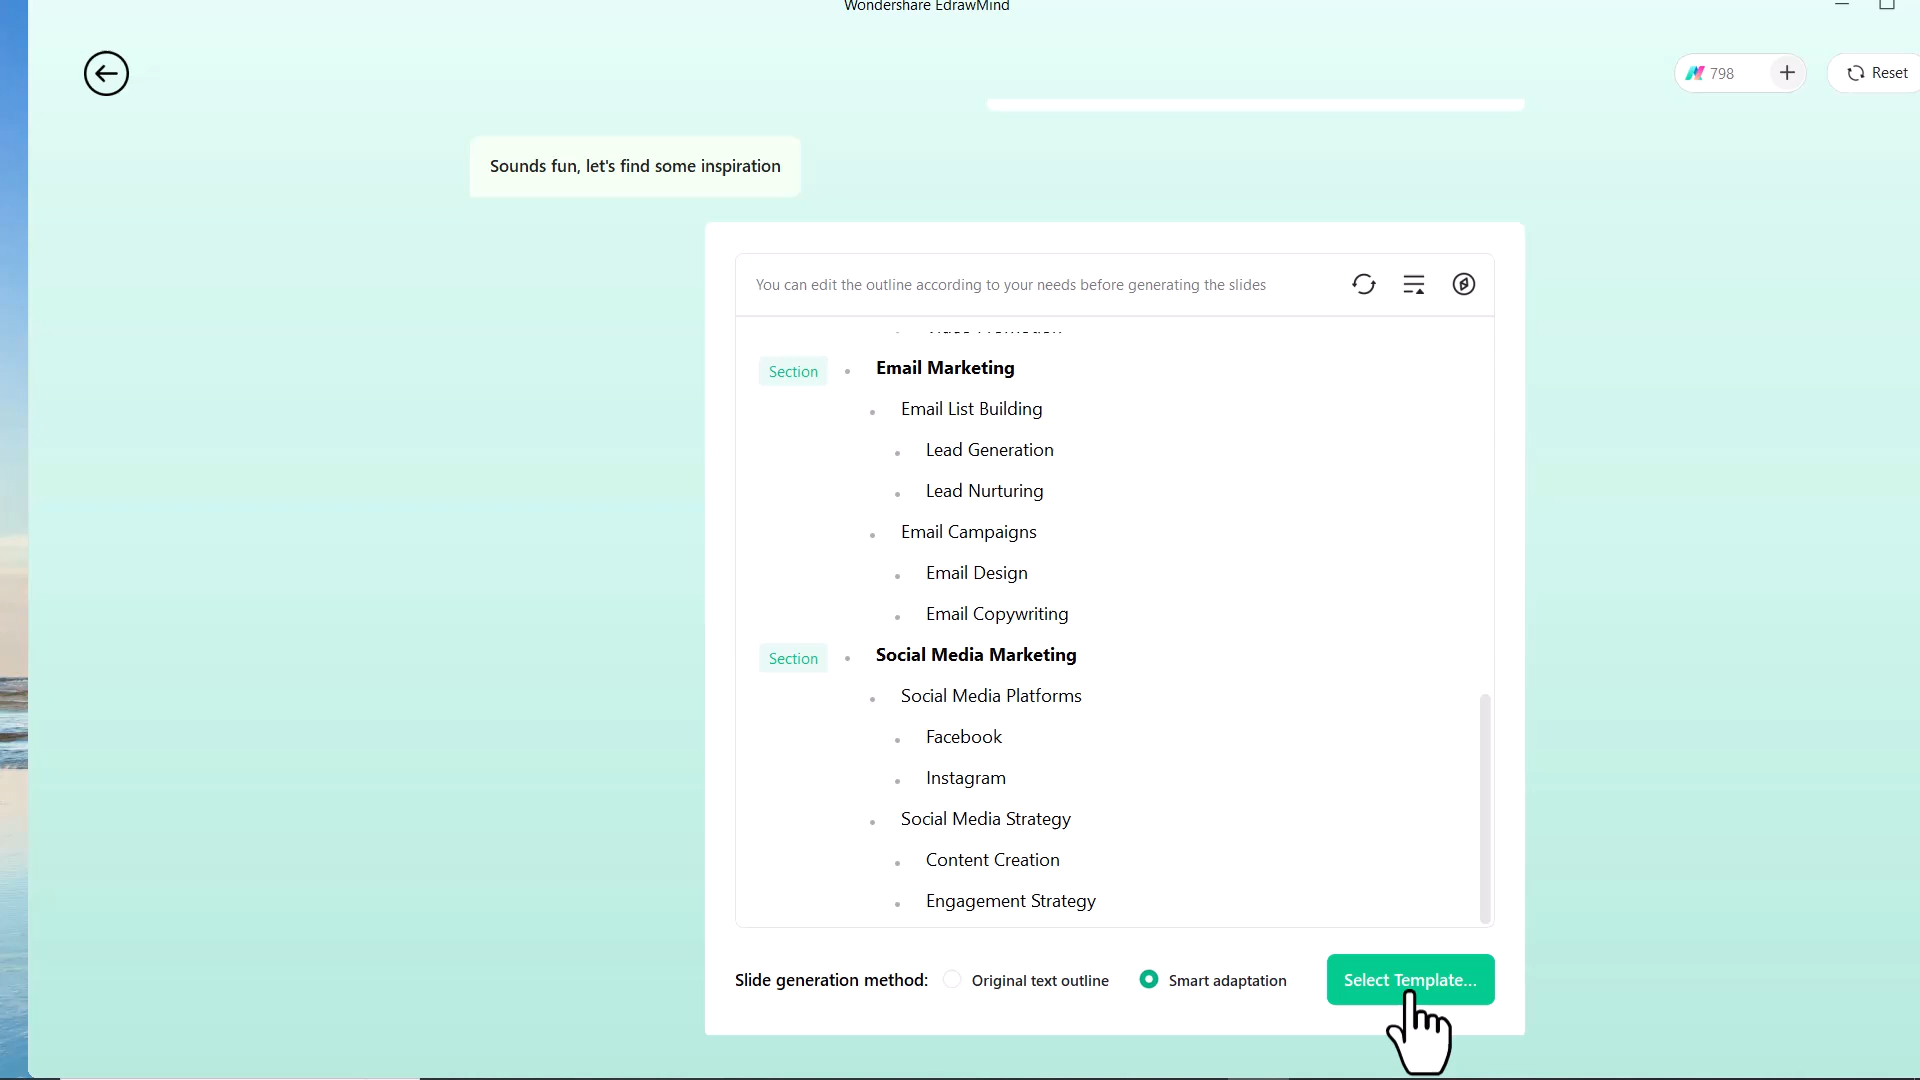 Wondershare EdrawMind
798
Reset
Sounds fun, let's find some inspiration
You can edit the outline according to your needs before generating the slides
Section
Email Marketing
Email List Building
Lead Generation
Lead Nurturing
Email Campaigns
Email Design
Email Copywriting
Section
Social Media Marketing
Social Media Platforms
Facebook
Instagram
Social Media Strategy
Content Creation
Engagement Strategy
Slide generation method:
Original text outline
Smart adaptation
Select Template...